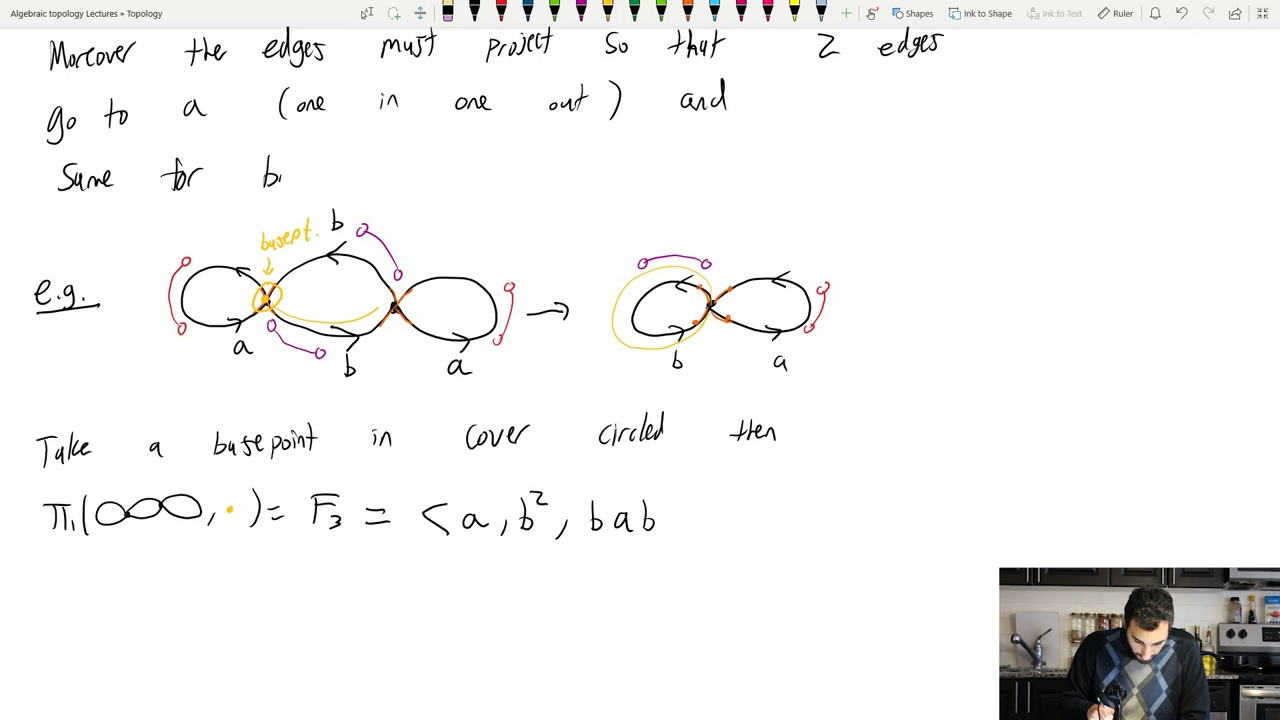 Algebraic topology Lectures – Topology
Shapes Ink to Shape Ink to Text Ruler
Moreover the edges must project so that 2 edges
go to a (one in one out) and
Same for b.
basept.
b
e.g.
a b a
b a
Take a basepoint in cover circled then
π₁( , • ) = F₃ = < a, b², bab